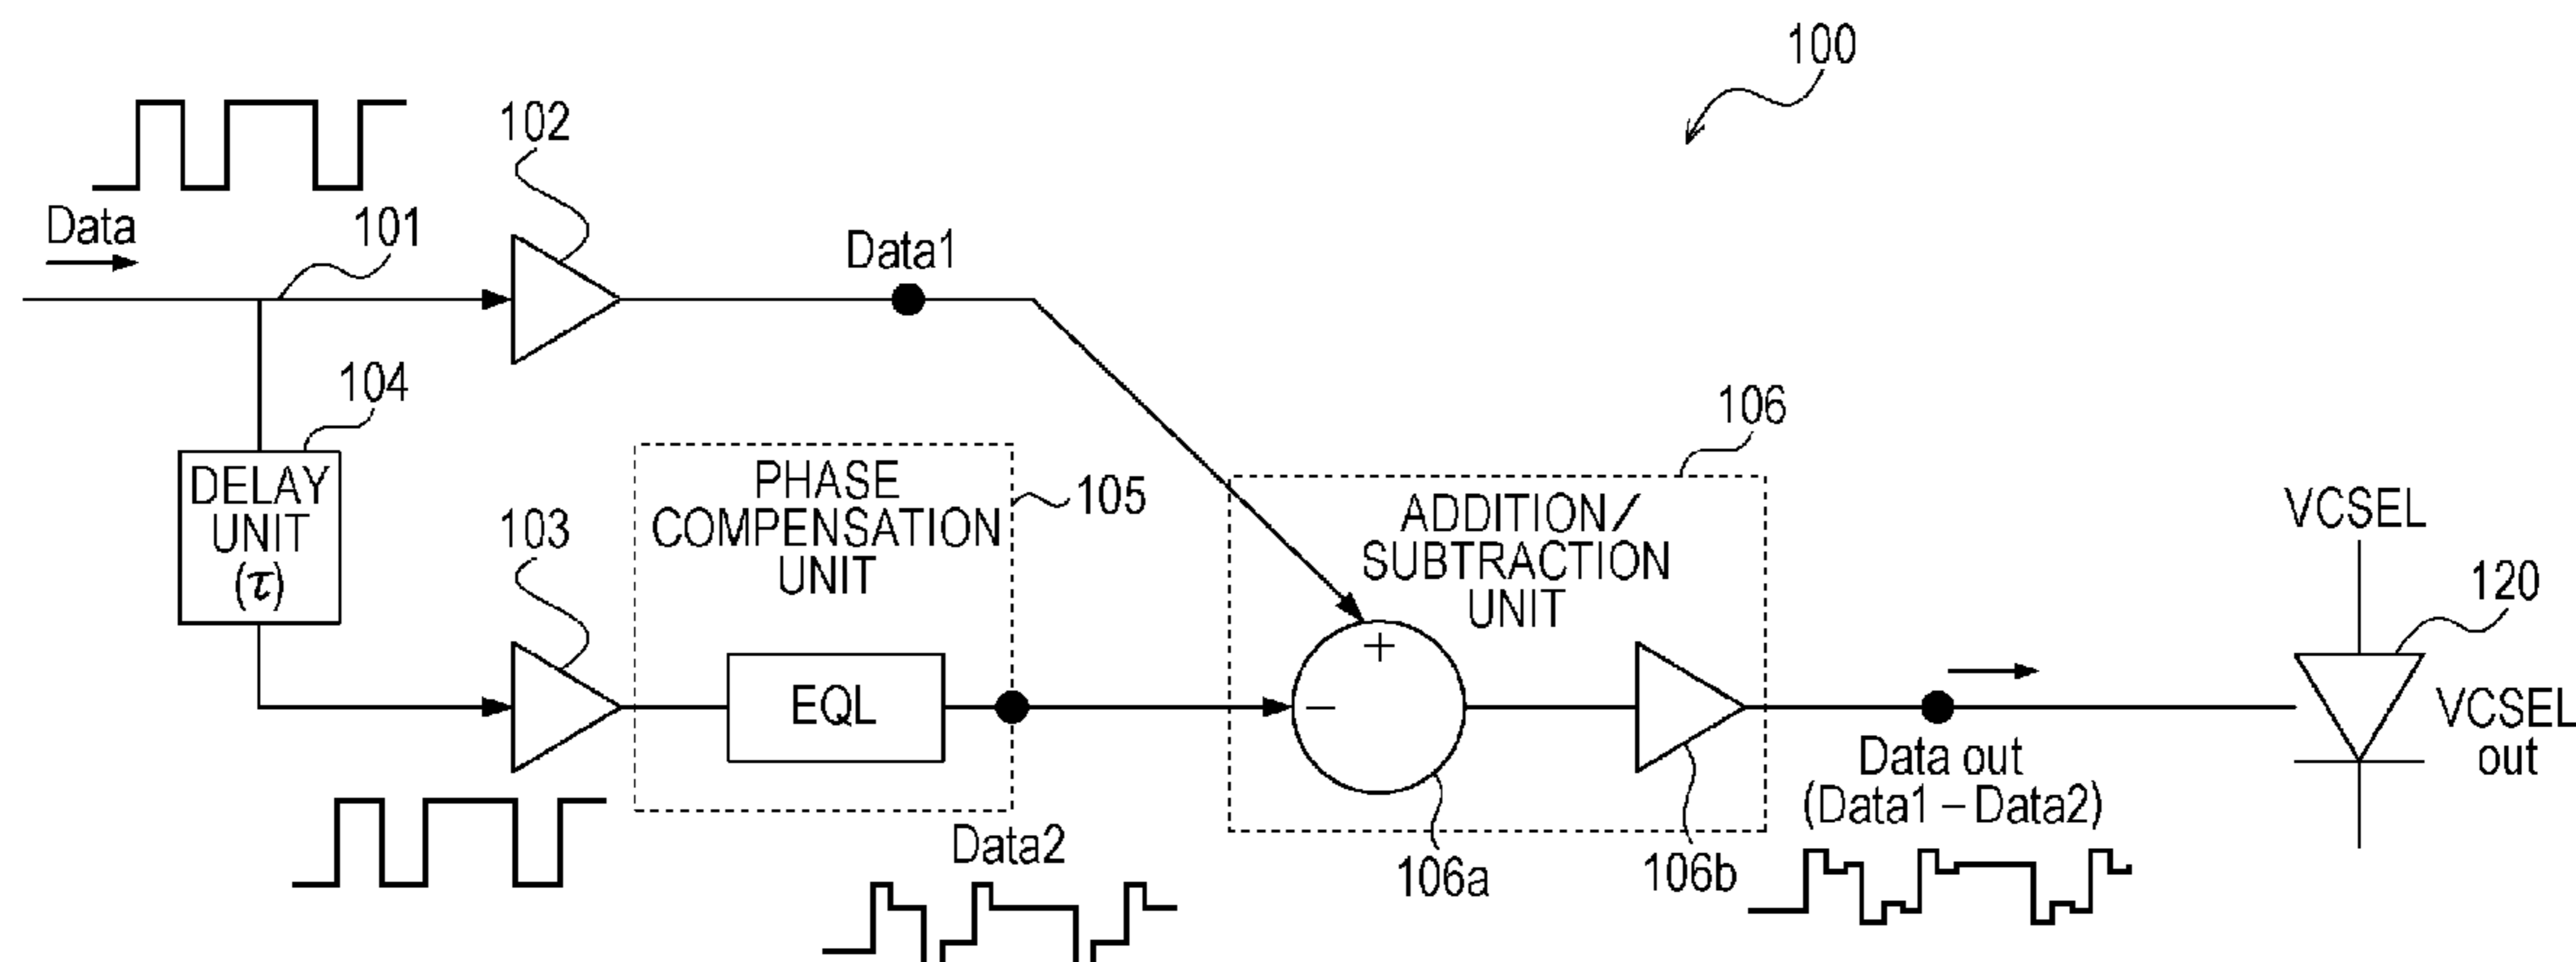 100
102
Data
101
Data1
104
DELAY
UNIT
(τ)
103
PHASE
COMPENSATION
UNIT
105
EQL
Data2
106
ADDITION/
SUBTRACTION
UNIT
+
−
106a
106b
Data out
(Data1 − Data2)
VCSEL
120
VCSEL
out